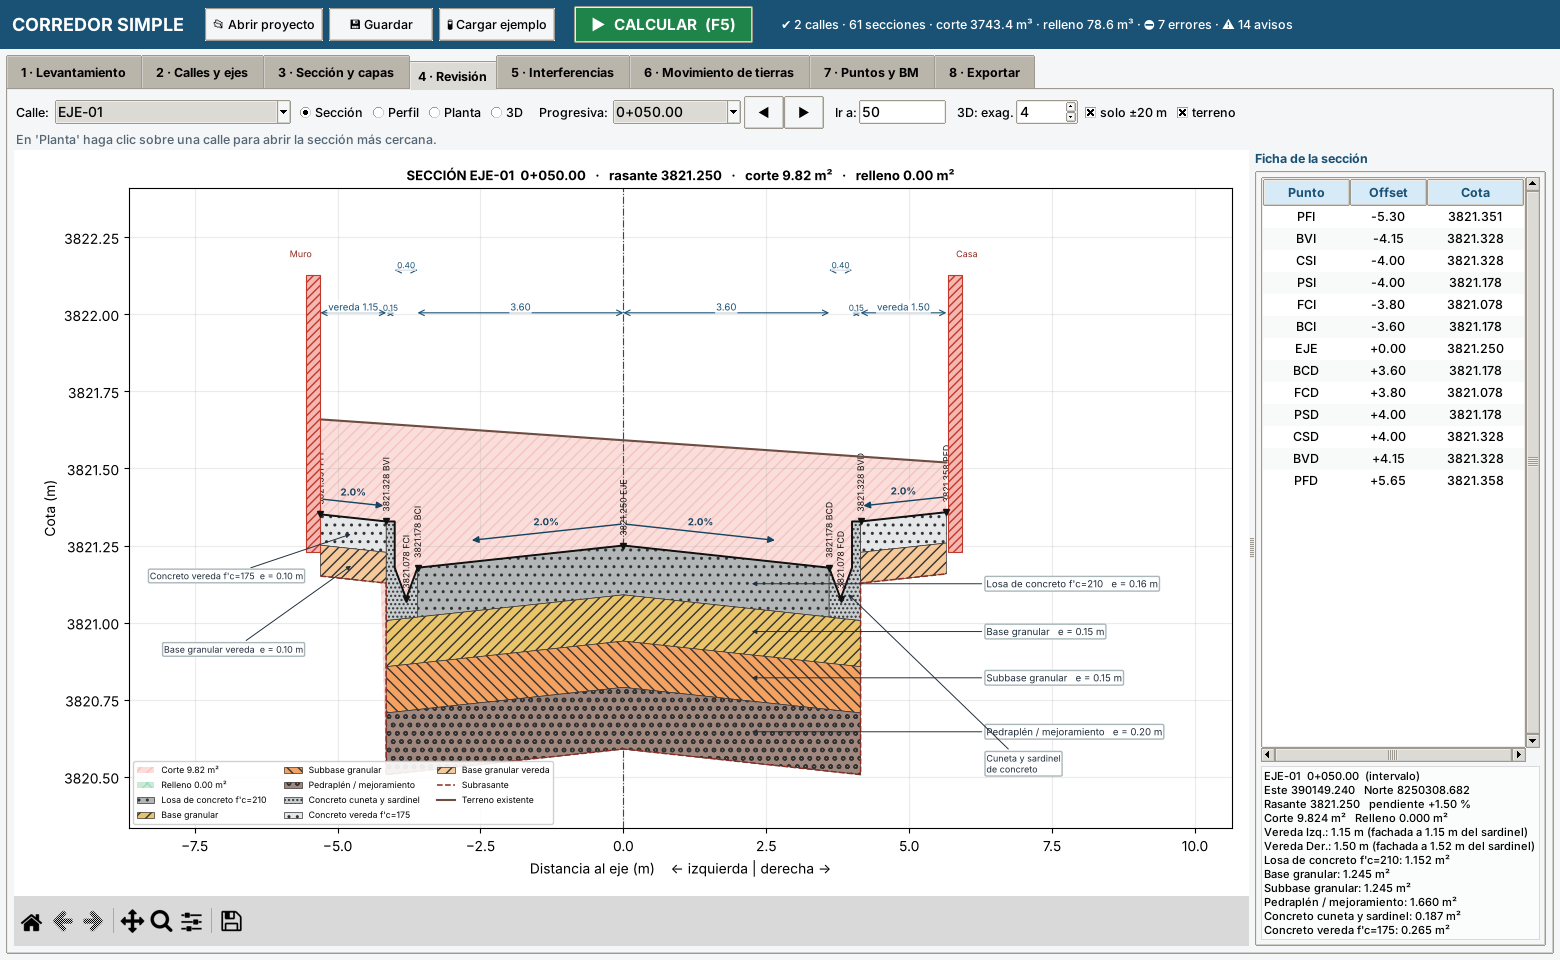 CORREDOR SIMPLE
Abrir proyecto
Guardar
Cargar ejemplo
CALCULAR (F5)
✔ 2 calles · 61 secciones · corte 3743.4 m³ · relleno 78.6 m³ · ⛔ 7 errores · ⚠ 14 avisos
1 · Levantamiento
2 · Calles y ejes
3 · Sección y capas
4 · Revisión
5 · Interferencias
6 · Movimiento de tierras
7 · Puntos y BM
8 · Exportar
Calle: EJE-01 Sección Perfil Planta 3D Progresiva: 0+050.00 ◀ ▶ Ir a: 50 3D: exag. 4 solo ±20 m terreno
En 'Planta' haga clic sobre una calle para abrir la sección más cercana.
SECCIÓN EJE-01 0+050.00 · rasante 3821.250 · corte 9.82 m² · relleno 0.00 m²
Cota (m)
3822.25
3822.00
3821.75
3821.50
3821.25
3821.00
3820.75
3820.50
Muro
Casa
0.40
0.40
vereda 1.15
0.15
3.60
3.60
0.15
vereda 1.50
2.0%
2.0%
2.0%
2.0%
3821.328 BVI
3821.078 FCI
3821.178 BCI
3821.250 EJE
3821.178 BCD
3821.078 FCD
3821.328 BVD
3821.358 PFD
Concreto vereda f'c=175 e = 0.10 m
Base granular vereda e = 0.10 m
Losa de concreto f'c=210 e = 0.16 m
Base granular e = 0.15 m
Subbase granular e = 0.15 m
Pedraplén / mejoramiento e = 0.20 m
Cuneta y sardinel
de concreto
Corte 9.82 m²
Relleno 0.00 m²
Losa de concreto f'c=210
Base granular
Subbase granular
Pedraplén / mejoramiento
Concreto cuneta y sardinel
Concreto vereda f'c=175
Base granular vereda
Subrasante
Terreno existente
−7.5
−5.0
−2.5
0.0
2.5
5.0
7.5
10.0
Distancia al eje (m) ← izquierda | derecha →
Ficha de la sección
Punto Offset Cota
PFI -5.30 3821.351
BVI -4.15 3821.328
CSI -4.00 3821.328
PSI -4.00 3821.178
FCI -3.80 3821.078
BCI -3.60 3821.178
EJE +0.00 3821.250
BCD +3.60 3821.178
FCD +3.80 3821.078
PSD +4.00 3821.178
CSD +4.00 3821.328
BVD +4.15 3821.328
PFD +5.65 3821.358
EJE-01 0+050.00 (intervalo)
Este 390149.240 Norte 8250308.682
Rasante 3821.250 pendiente +1.50 %
Corte 9.824 m² Relleno 0.000 m²
Vereda Izq.: 1.15 m (fachada a 1.15 m del sardinel)
Vereda Der.: 1.50 m (fachada a 1.52 m del sardinel)
Losa de concreto f'c=210: 1.152 m²
Base granular: 1.245 m²
Subbase granular: 1.245 m²
Pedraplén / mejoramiento: 1.660 m²
Concreto cuneta y sardinel: 0.187 m²
Concreto vereda f'c=175: 0.265 m²